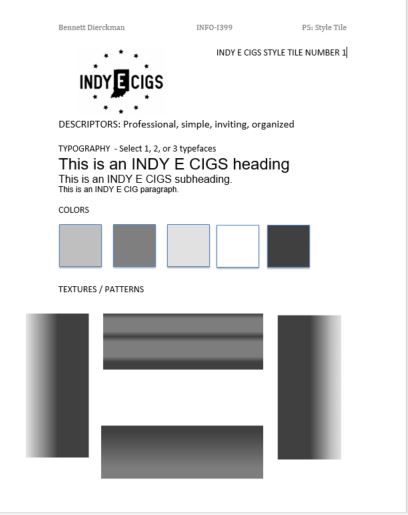 Bennett Dierckman INFO-I399 P5: Style Tile
INDY E CIGS STYLE TILE NUMBER 1
INDY E CIGS
DESCRIPTORS: Professional, simple, inviting, organized
TYPOGRAPHY - Select 1, 2, or 3 typefaces
This is an INDY E CIGS heading
This is an INDY E CIGS subheading.
This is an INDY E CIG paragraph.
COLORS
TEXTURES / PATTERNS